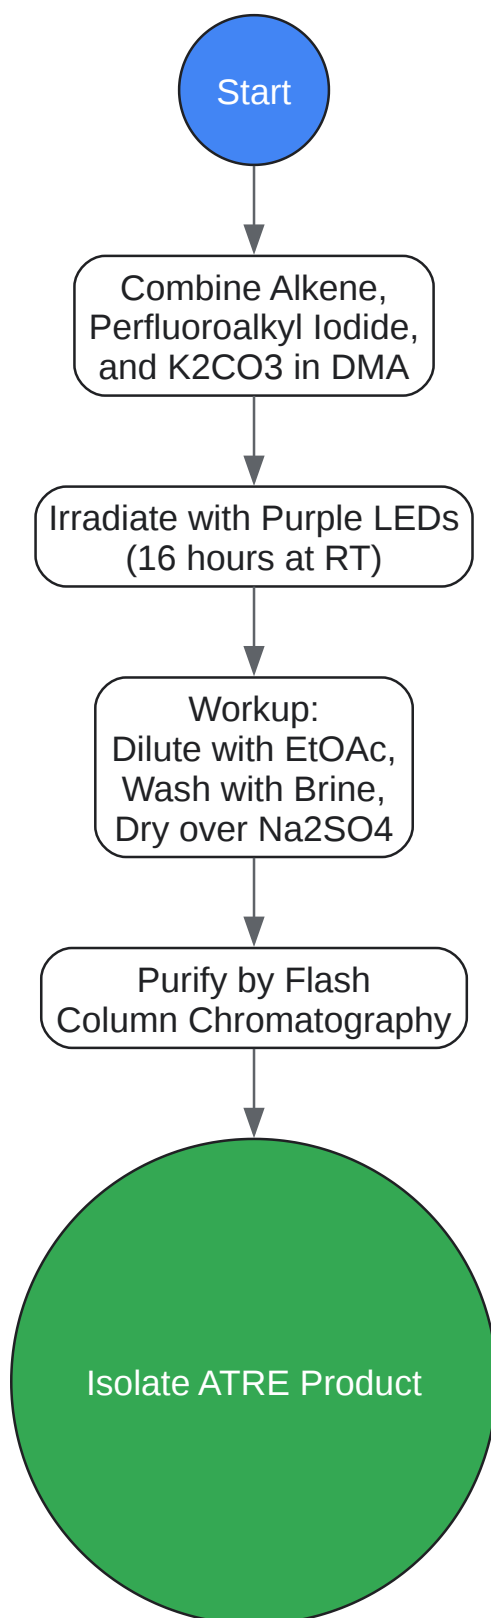 Start
Combine Alkene,
Perfluoroalkyl Iodide,
and K2CO3 in DMA
Irradiate with Purple LEDs
(16 hours at RT)
Workup:
Dilute with EtOAc,
Wash with Brine,
Dry over Na2SO4
Purify by Flash
Column Chromatography
Isolate ATRE Product